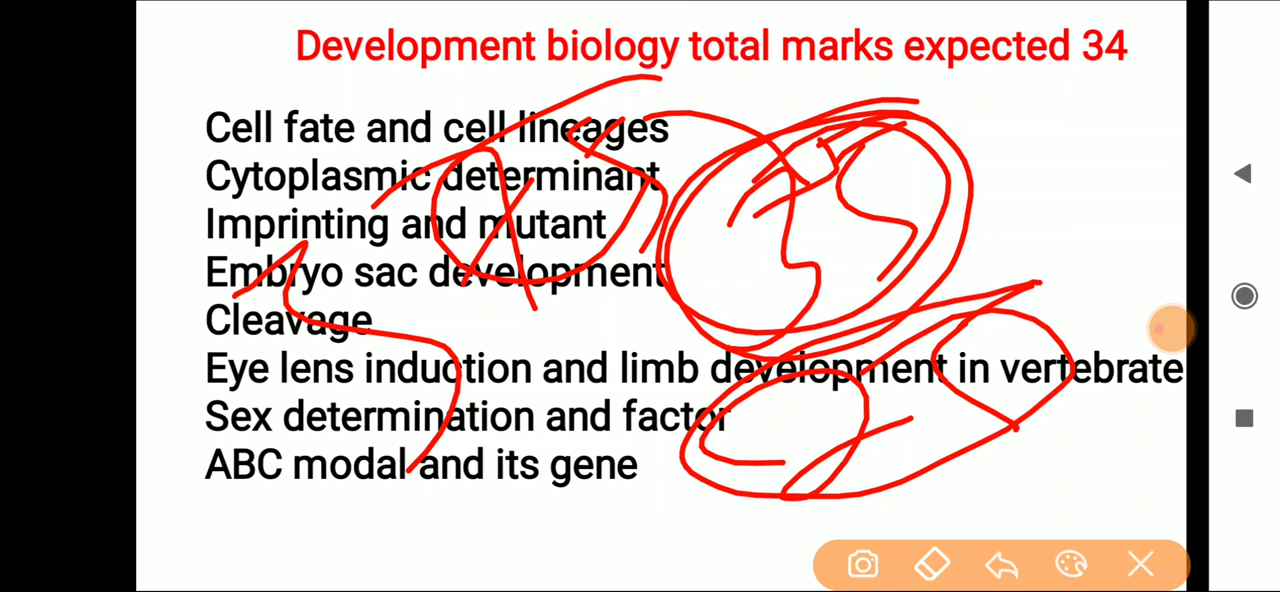 Development biology total marks expected 34
Cell fate and cell lineages
Cytoplasmic determinant
Imprinting and mutant
Embryo sac development
Cleavage
Eye lens induction and limb development in vertebrate
Sex determination and factor
ABC modal and its gene